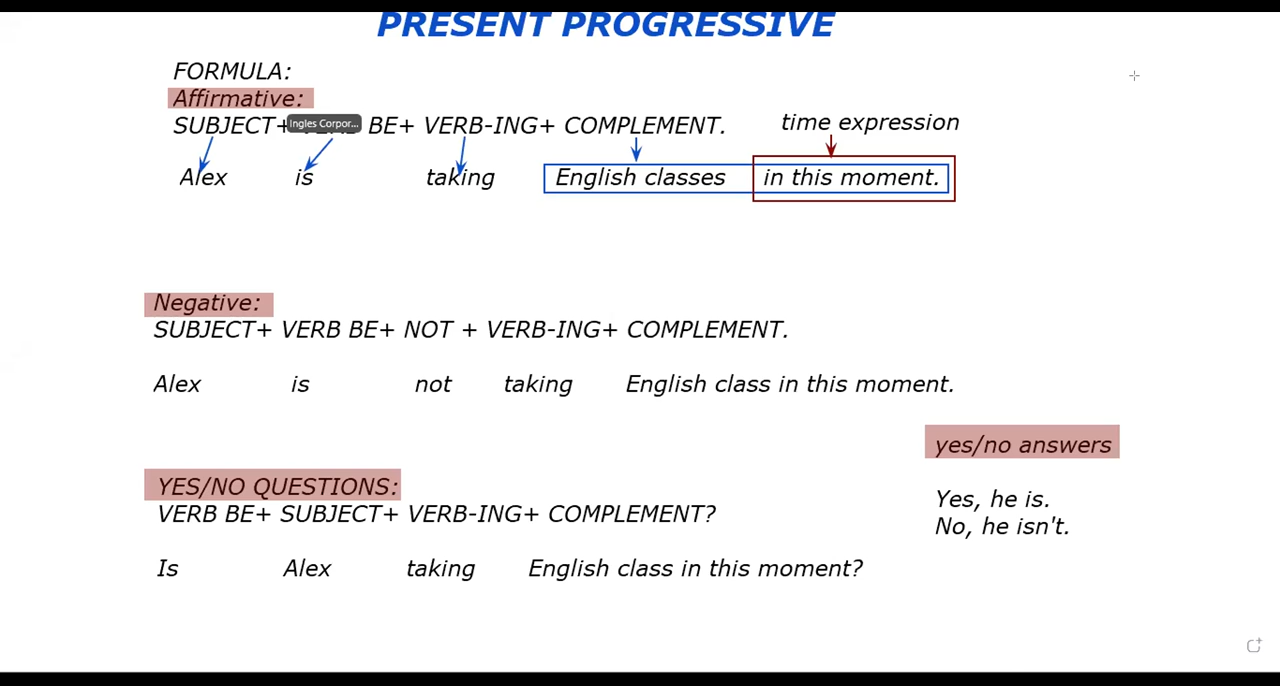 PRESENT PROGRESSIVE
FORMULA:
Affirmative:
SUBJECT+ Ingles Corpor... BE+ VERB-ING+ COMPLEMENT. time expression
Alex is taking English classes in this moment.
Negative:
SUBJECT+ VERB BE+ NOT + VERB-ING+ COMPLEMENT.
Alex is not taking English class in this moment.
yes/no answers
YES/NO QUESTIONS:
Yes, he is.
VERB BE+ SUBJECT+ VERB-ING+ COMPLEMENT?
No, he isn't.
Is Alex taking English class in this moment?